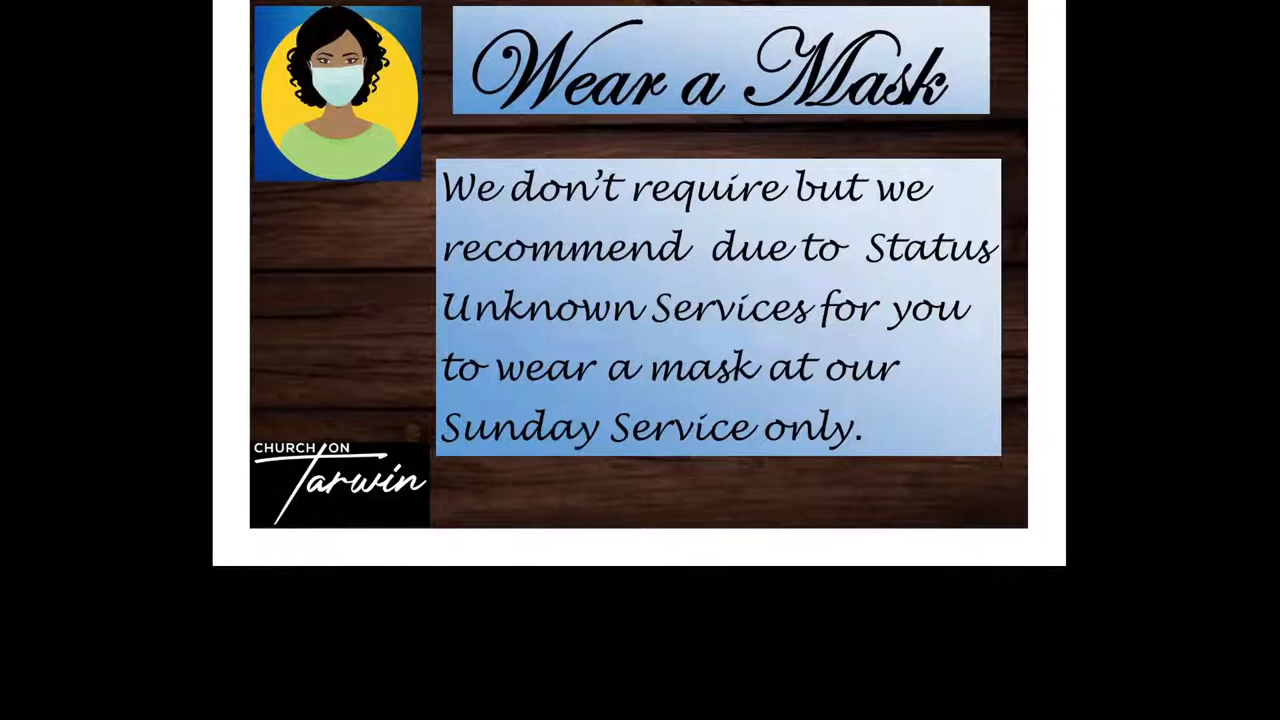 Wear a Mask
We don't require but we
recommend due to Status
Unknown Services for you
to wear a mask at our
Sunday Service only.
CHURCH ON
Tarwin